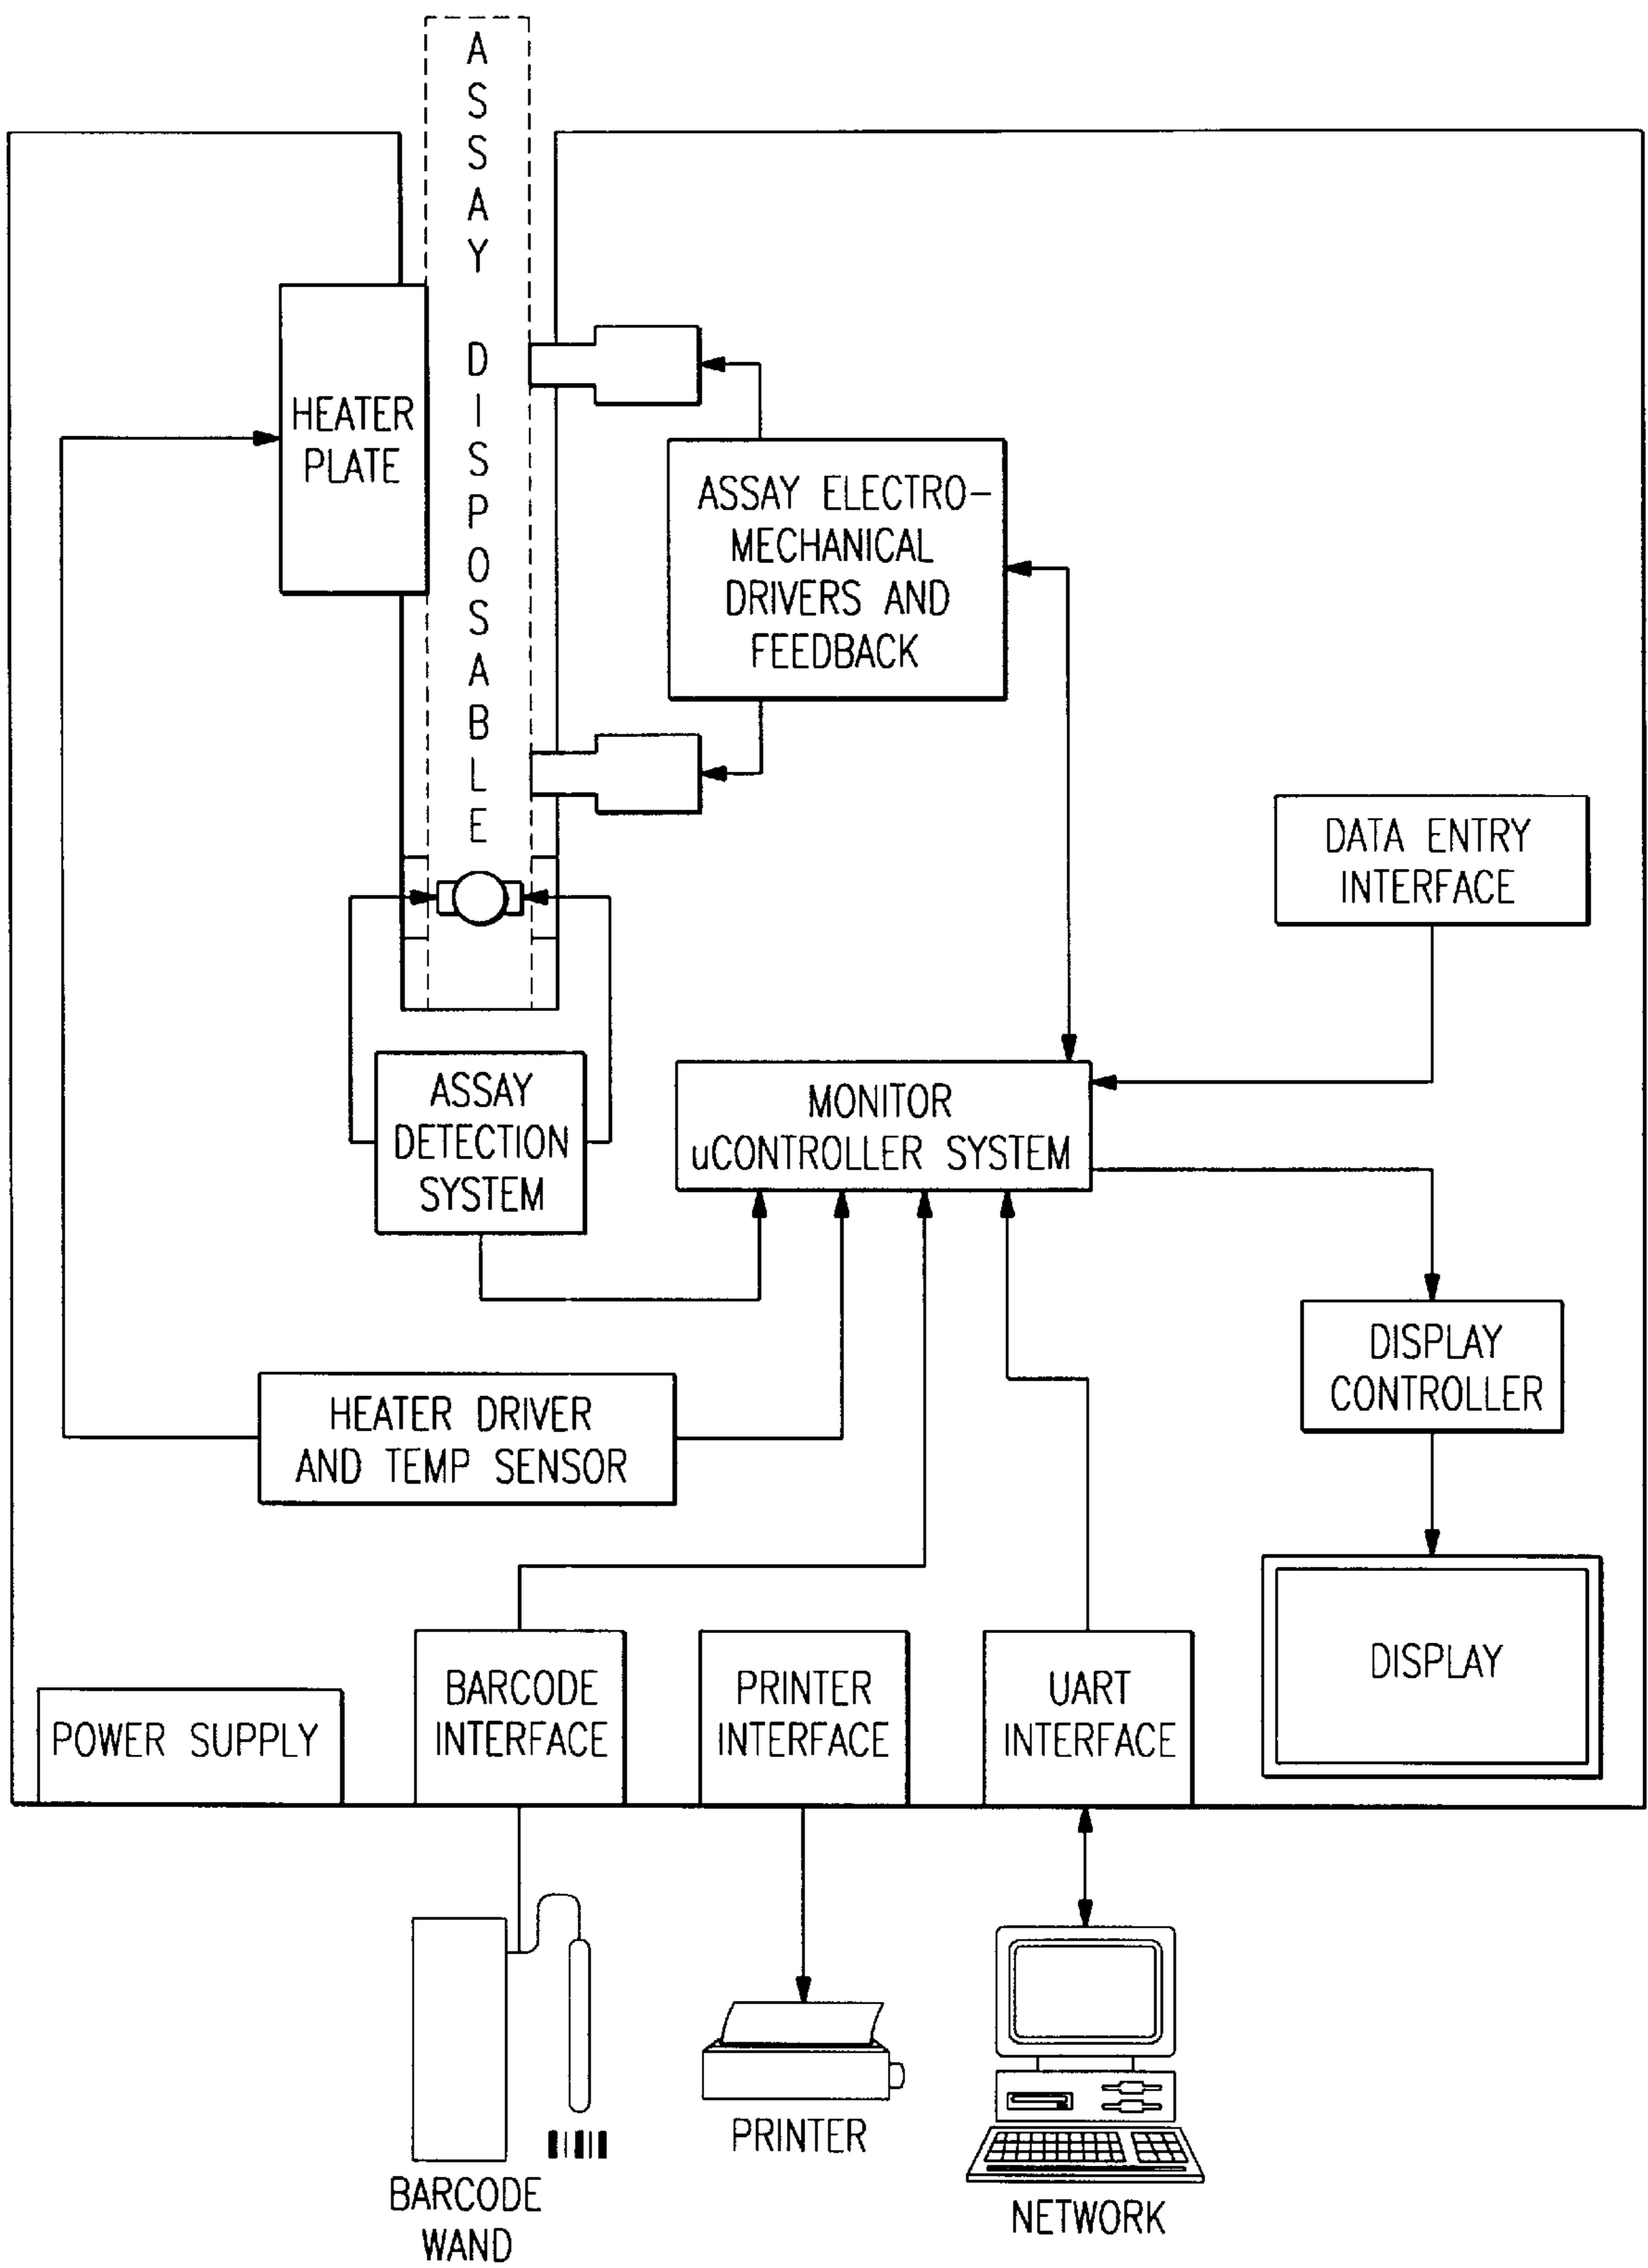 ASSAY DISPOSABLE
HEATER
PLATE
ASSAY ELECTRO-
MECHANICAL
DRIVERS AND
FEEDBACK
DATA ENTRY
INTERFACE
ASSAY
DETECTION
SYSTEM
MONITOR
uCONTROLLER SYSTEM
DISPLAY
CONTROLLER
HEATER DRIVER
AND TEMP SENSOR
DISPLAY
POWER SUPPLY
BARCODE
INTERFACE
PRINTER
INTERFACE
UART
INTERFACE
BARCODE
WAND
PRINTER
NETWORK